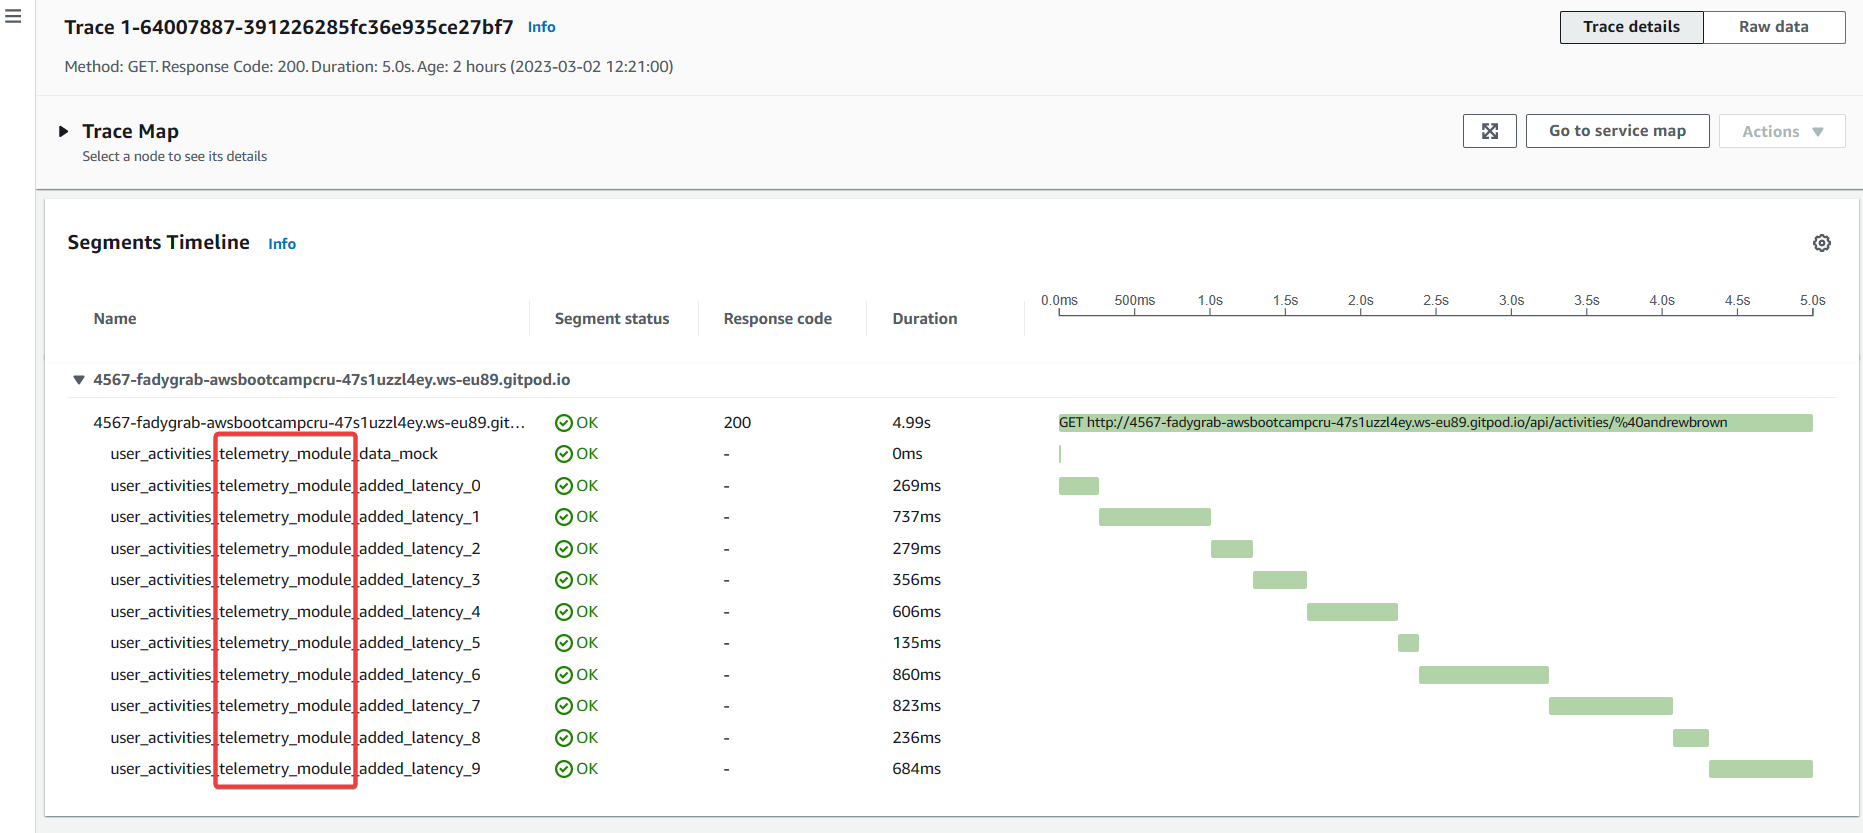 Trace 1-64007887-391226285fc36e935ce27bf7 Info
Trace details Raw data
Method: GET. Response Code: 200. Duration: 5.0s. Age: 2 hours (2023-03-02 12:21:00)
Trace Map
Go to service map Actions
Select a node to see its details
Segments Timeline Info
0.0ms 500ms 1.0s 1.5s 2.0s 2.5s 3.0s 3.5s 4.0s 4.5s 5.0s
Name Segment status Response code Duration
4567-fadygrab-awsbootcampcru-47s1uzzl4ey.ws-eu89.gitpod.io
4567-fadygrab-awsbootcampcru-47s1uzzl4ey.ws-eu89.git... OK 200 4.99s GET http://4567-fadygrab-awsbootcampcru-47s1uzzl4ey.ws-eu89.gitpod.io/api/activities/%40andrewbrown
user_activities_telemetry_module_data_mock OK - 0ms
user_activities_telemetry_module_added_latency_0 OK - 269ms
user_activities_telemetry_module_added_latency_1 OK - 737ms
user_activities_telemetry_module_added_latency_2 OK - 279ms
user_activities_telemetry_module_added_latency_3 OK - 356ms
user_activities_telemetry_module_added_latency_4 OK - 606ms
user_activities_telemetry_module_added_latency_5 OK - 135ms
user_activities_telemetry_module_added_latency_6 OK - 860ms
user_activities_telemetry_module_added_latency_7 OK - 823ms
user_activities_telemetry_module_added_latency_8 OK - 236ms
user_activities_telemetry_module_added_latency_9 OK - 684ms